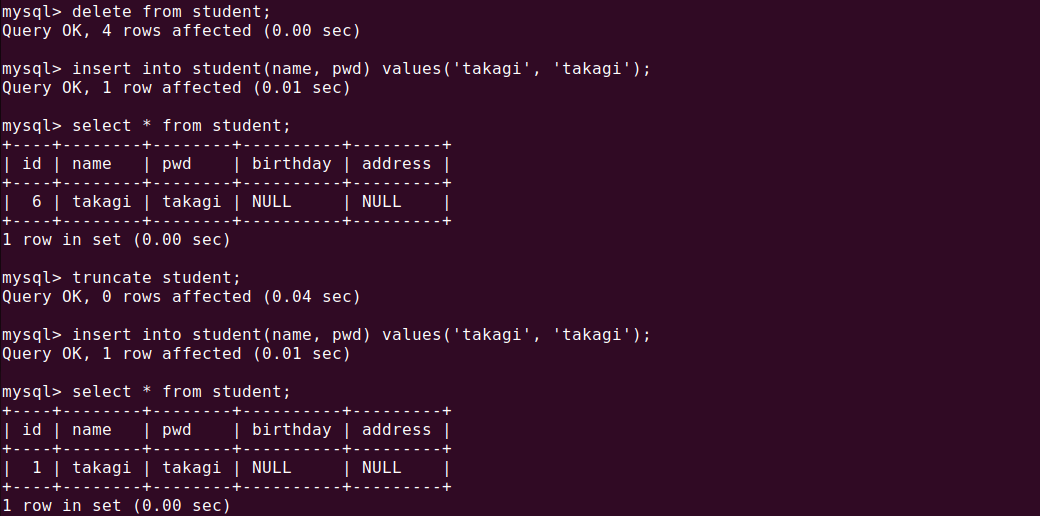 mysql> delete from student;
Query OK, 4 rows affected (0.00 sec)
mysql> insert into student(name, pwd) values('takagi', 'takagi');
Query OK, 1 row affected (0.01 sec)
mysql> select * from student;
+----+--------+--------+----------+---------+
| id | name   | pwd    | birthday | address |
+----+--------+--------+----------+---------+
|  6 | takagi | takagi | NULL     | NULL    |
+----+--------+--------+----------+---------+
1 row in set (0.00 sec)
mysql> truncate student;
Query OK, 0 rows affected (0.04 sec)
mysql> insert into student(name, pwd) values('takagi', 'takagi');
Query OK, 1 row affected (0.01 sec)
mysql> select * from student;
+----+--------+--------+----------+---------+
| id | name   | pwd    | birthday | address |
+----+--------+--------+----------+---------+
|  1 | takagi | takagi | NULL     | NULL    |
+----+--------+--------+----------+---------+
1 row in set (0.00 sec)